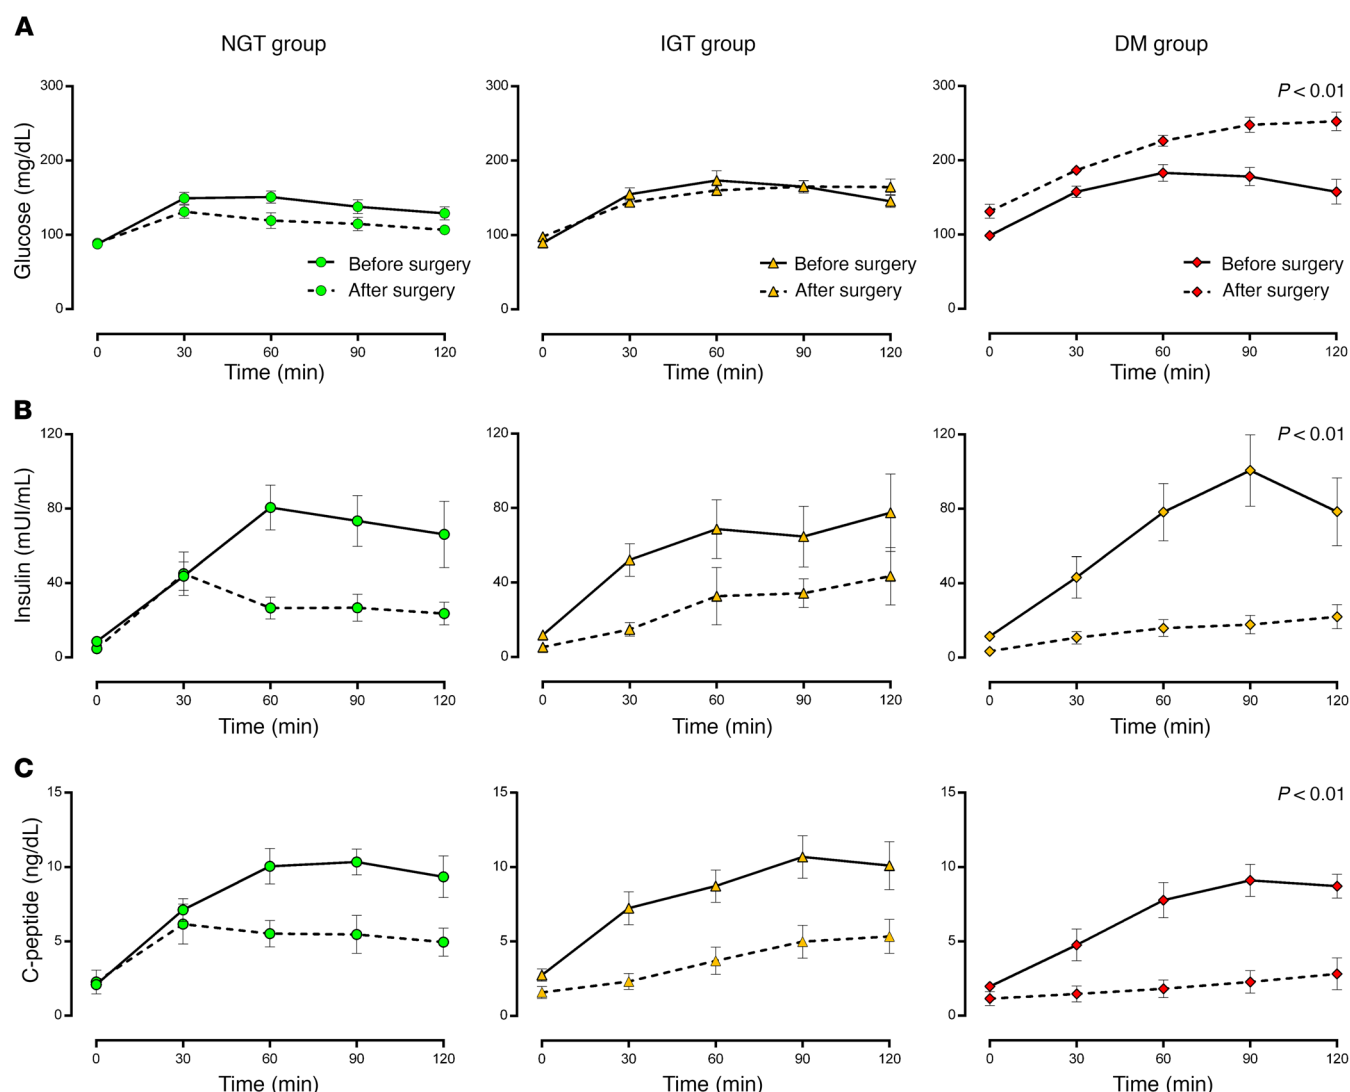 A
NGT group
IGT group
DM group
Glucose (mg/dL)
300
200
100
0
Before surgery
After surgery
0 30 60 90 120
Time (min)
300
200
100
0
Before surgery
After surgery
0 30 60 90 120
Time (min)
300
200
100
0
P < 0.01
Before surgery
After surgery
0 30 60 90 120
Time (min)
B
Insulin (mUI/mL)
120
80
40
0
0 30 60 90 120
Time (min)
120
80
40
0
0 30 60 90 120
Time (min)
120
80
40
0
P < 0.01
0 30 60 90 120
Time (min)
C
C-peptide (ng/dL)
15
10
5
0
0 30 60 90 120
Time (min)
15
10
5
0
0 30 60 90 120
Time (min)
15
10
5
0
P < 0.01
0 30 60 90 120
Time (min)